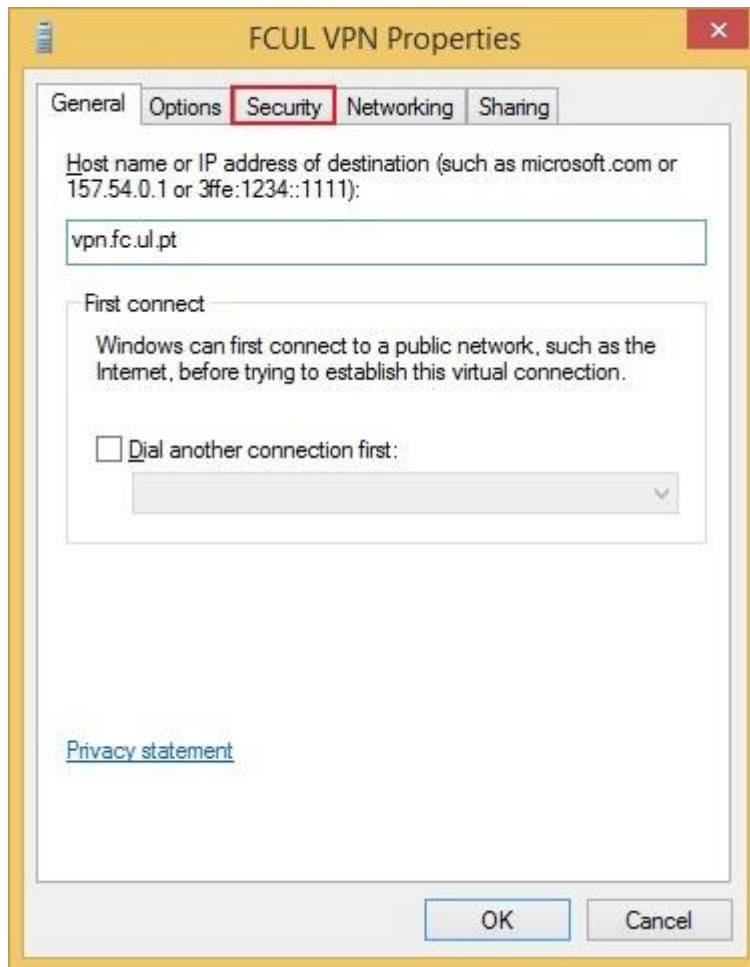 FCUL VPN Properties
General Options Security Networking Sharing
Host name or IP address of destination (such as microsoft.com or
157.54.0.1 or 3ffe:1234::1111):
vpn.fc.ul.pt
First connect
Windows can first connect to a public network, such as the
Internet, before trying to establish this virtual connection.
Dial another connection first:
Privacy statement
OK Cancel